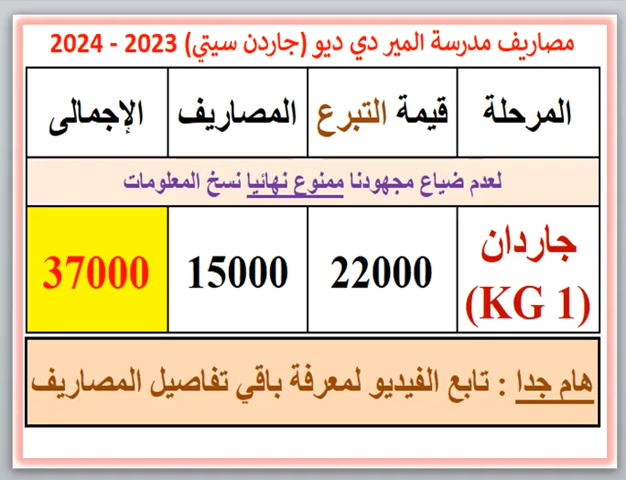 مصاريف مدرسة المير دي ديو (جاردن سيتي) 2023 - 2024
المرحلة قيمة التبرع المصاريف الإجمالى
لعدم ضياع مجهودنا ممنوع نهائيا نسخ المعلومات
جاردان (KG 1) 22000 15000 37000
هام جدا : تابع الفيديو لمعرفة باقي تفاصيل المصاريف